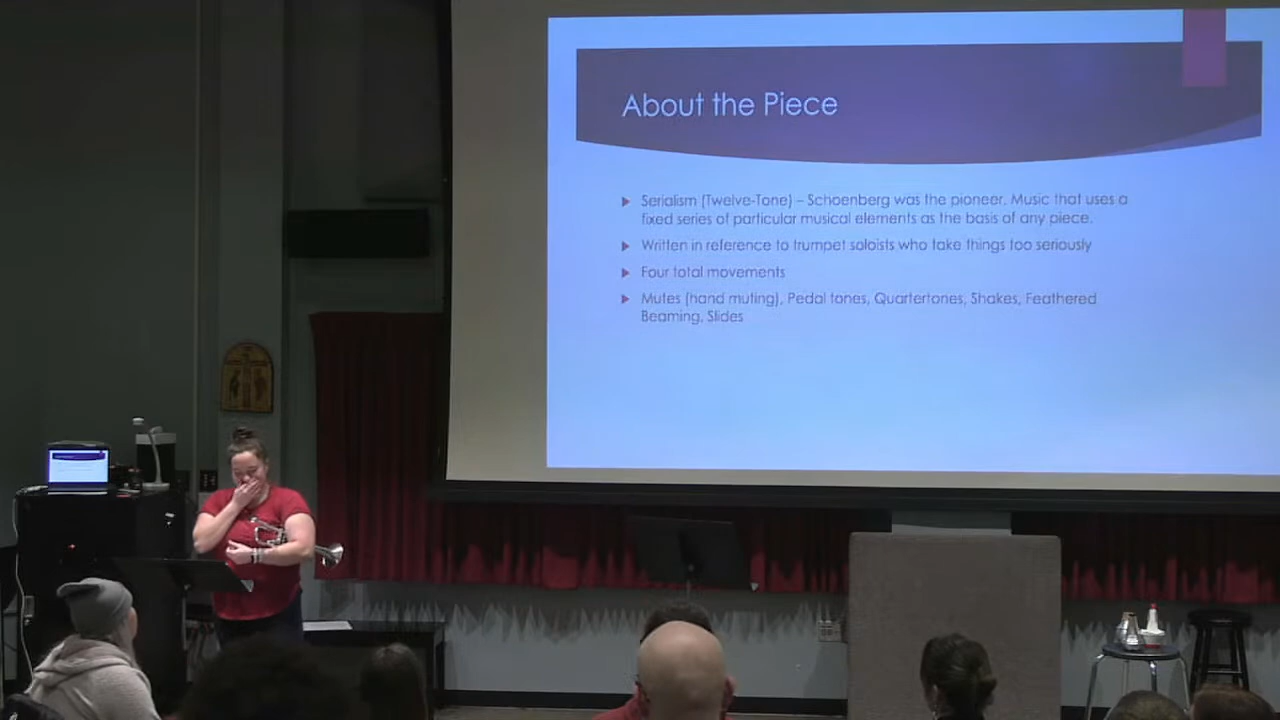 About the Piece
Serialism (Twelve-Tone) – Schoenberg was the pioneer. Music that uses a
fixed series of particular musical elements as the basis of any piece.
Written in reference to trumpet soloists who take things too seriously
Four total movements
Mutes (hand muting), Pedal tones, Quartertones, Shakes, Feathered
Beaming, Slides